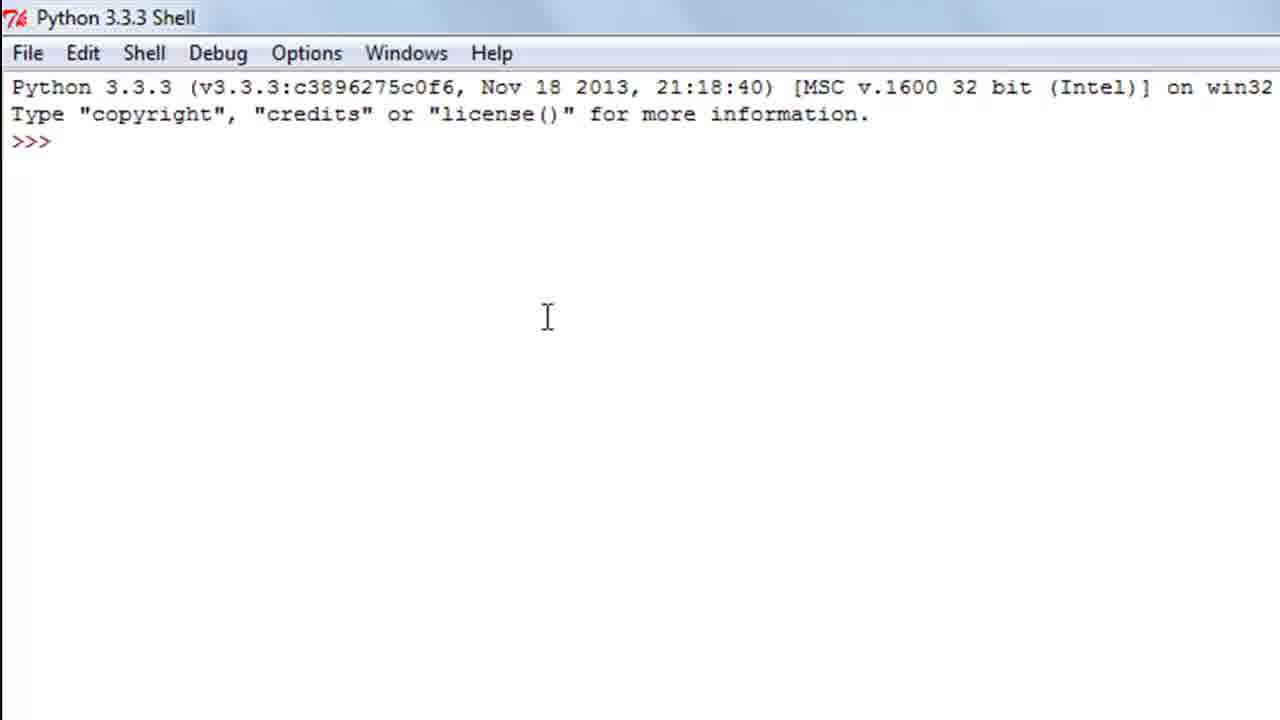 Python 3.3.3 Shell
File Edit Shell Debug Options Windows Help
Python 3.3.3 (v3.3.3:c3896275c0f6, Nov 18 2013, 21:18:40) [MSC v.1600 32 bit (Intel)] on win32
Type "copyright", "credits" or "license()" for more information.
>>>